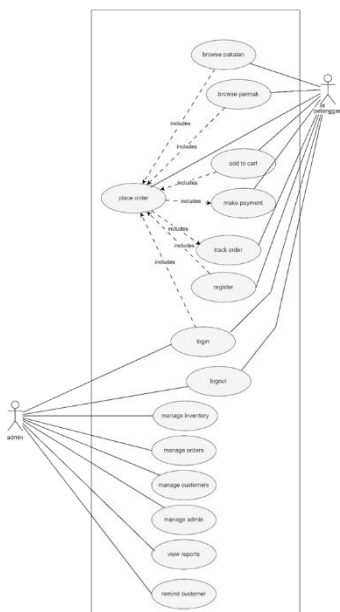 browse pakaian
browse permak
pelanggan
includes
includes
includes
add to cart
place order
includes
make payment
includes
track order
includes
register
includes
login
logout
admin
manage inventory
manage orders
manage customers
manage admin
view reports
remind customer